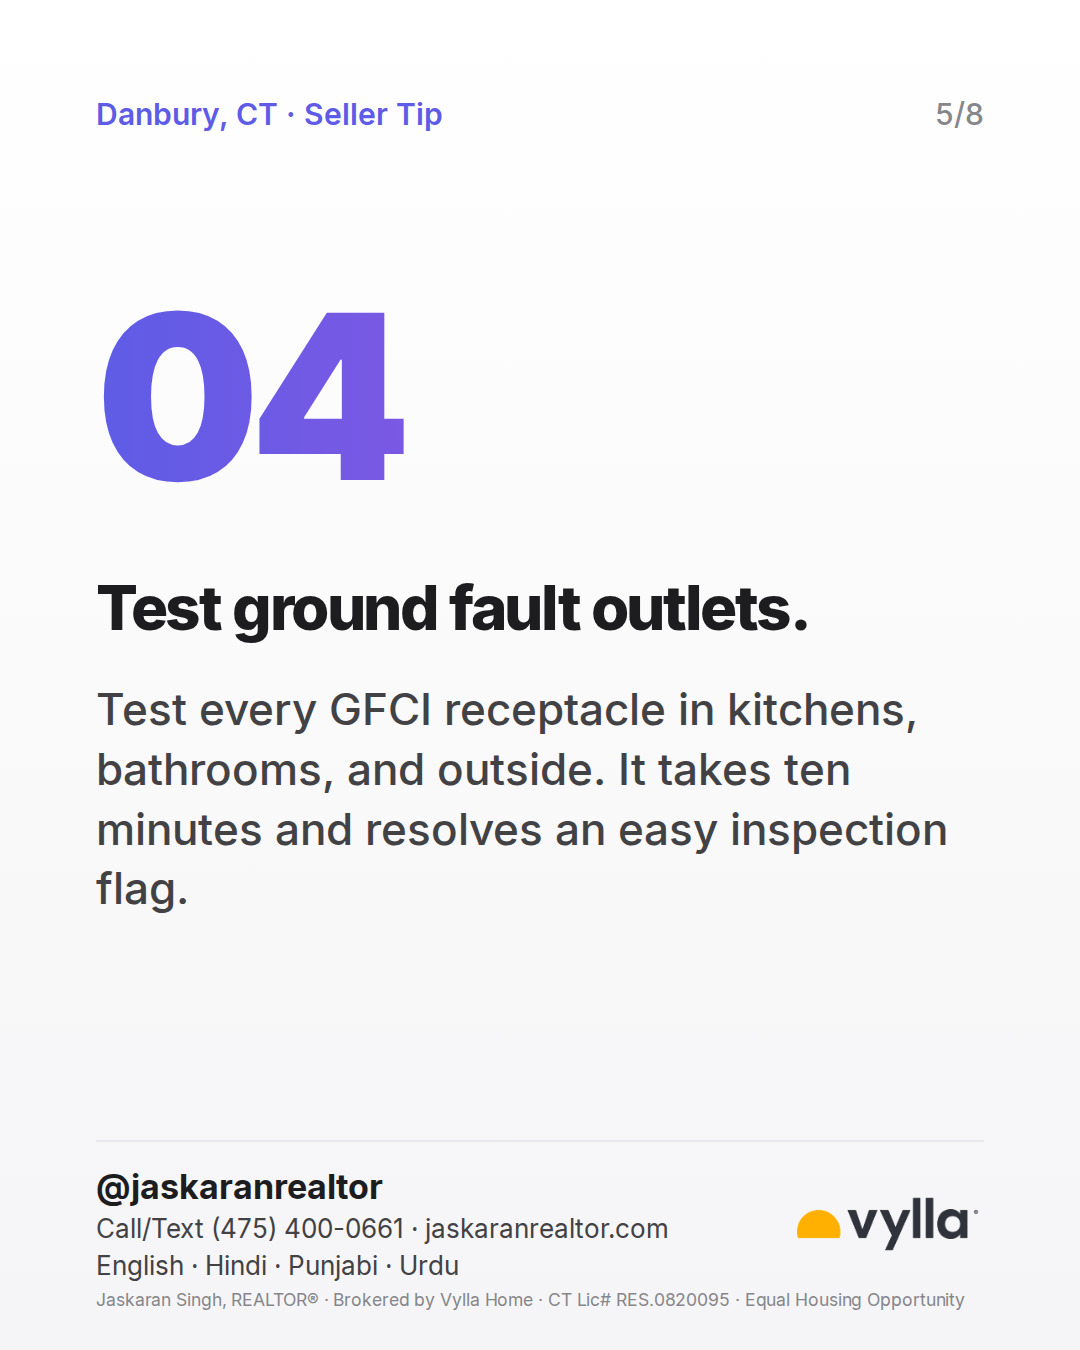 Danbury, CT · Seller Tip
5/8
04
Test ground fault outlets.
Test every GFCI receptacle in kitchens,
bathrooms, and outside. It takes ten
minutes and resolves an easy inspection
flag.
@jaskaranrealtor
Call/Text (475) 400-0661 · jaskaranrealtor.com
English · Hindi · Punjabi · Urdu
Jaskaran Singh, REALTOR® · Brokered by Vylla Home · CT Lic# RES.0820095 · Equal Housing Opportunity
vylla